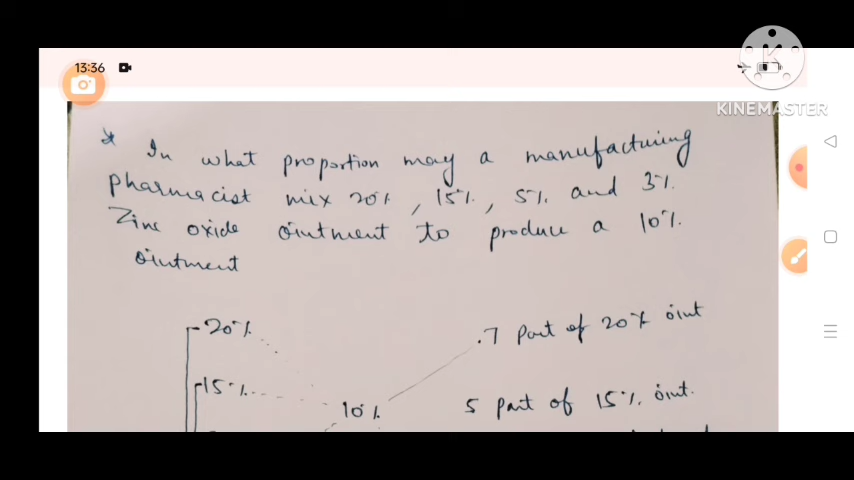 13:36
KINEMASTER
* In what proportion may a manufacturing
pharmacist mix 20%, 15%, 5% and 3%.
Zinc oxide ointment to produce a 10%.
ointment
20%
7 part of 20% oint
15%
10%
5 part of 15% oint.